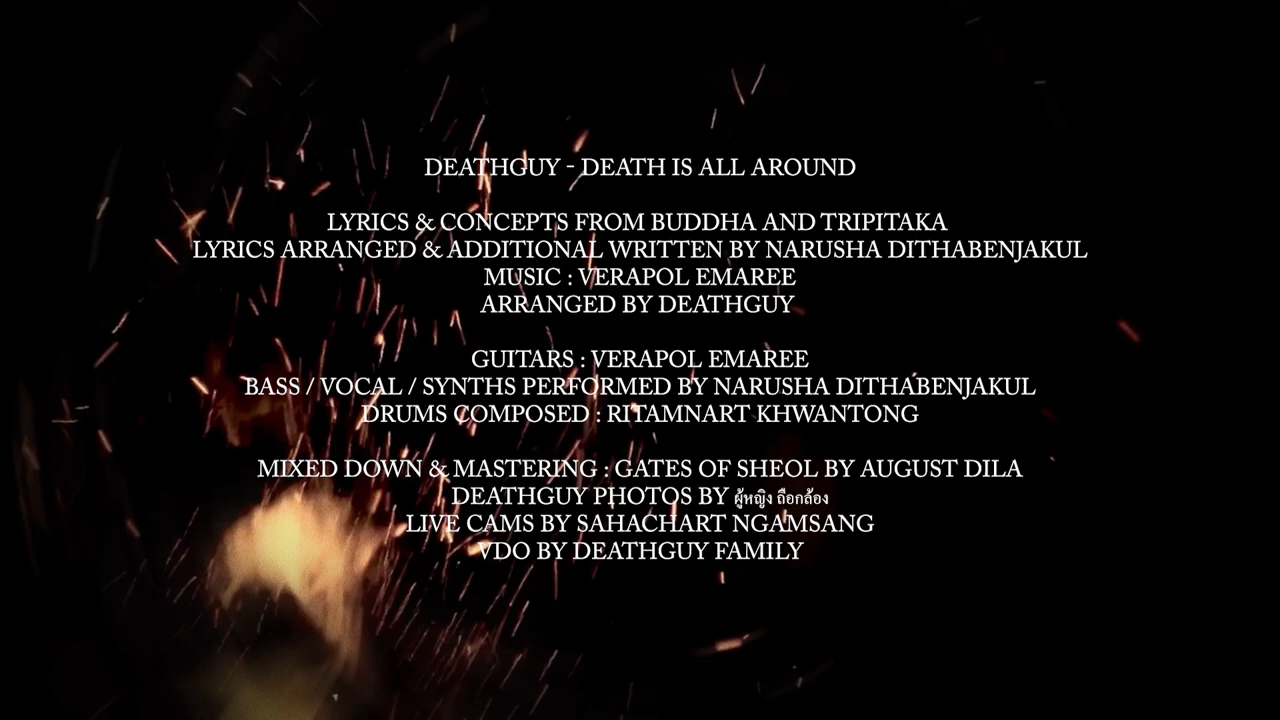 DEATHGUY - DEATH IS ALL AROUND
LYRICS & CONCEPTS FROM BUDDHA AND TRIPITAKA
LYRICS ARRANGED & ADDITIONAL WRITTEN BY NARUSHA DITHABENJAKUL
MUSIC : VERAPOL EMAREE
ARRANGED BY DEATHGUY
GUITARS : VERAPOL EMAREE
BASS / VOCAL / SYNTHS PERFORMED BY NARUSHA DITHABENJAKUL
DRUMS COMPOSED : RITAMNART KHWANTONG
MIXED DOWN & MASTERING : GATES OF SHEOL BY AUGUST DILA
DEATHGUY PHOTOS BY ผู้หญิง ถือกล้อง
LIVE CAMS BY SAHACHART NGAMSANG
VDO BY DEATHGUY FAMILY